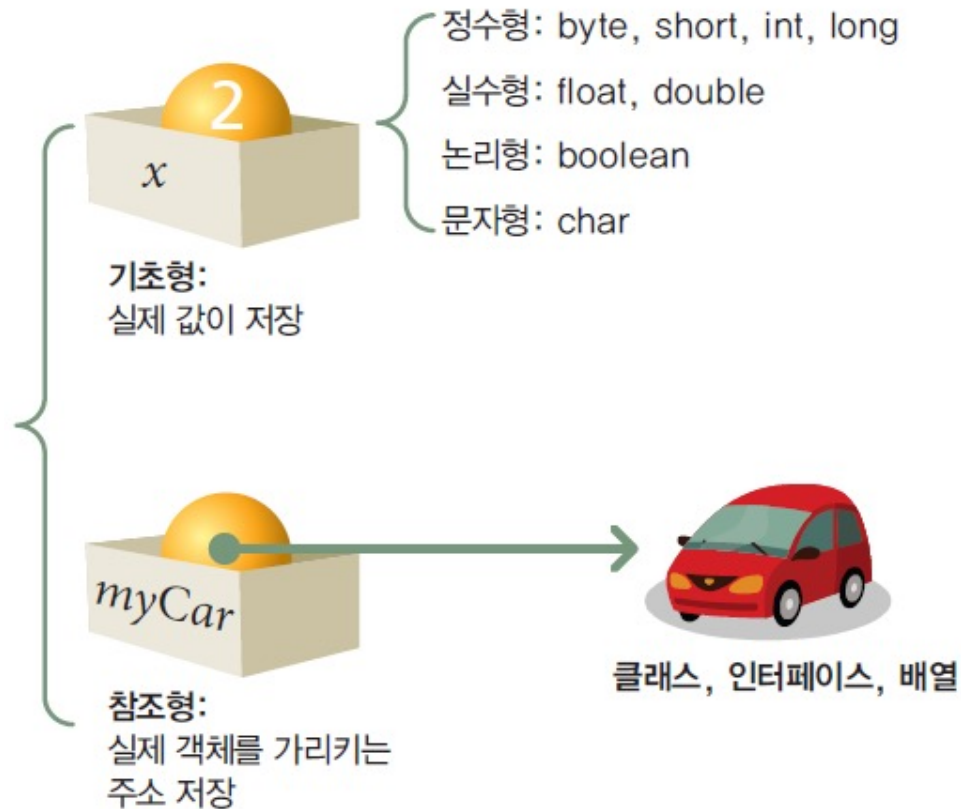 정수형: byte, short, int, long
실수형: float, double
논리형: boolean
문자형: char
2
x
기초형:
실제 값이 저장
myCar
클래스, 인터페이스, 배열
참조형:
실제 객체를 가리키는
주소 저장